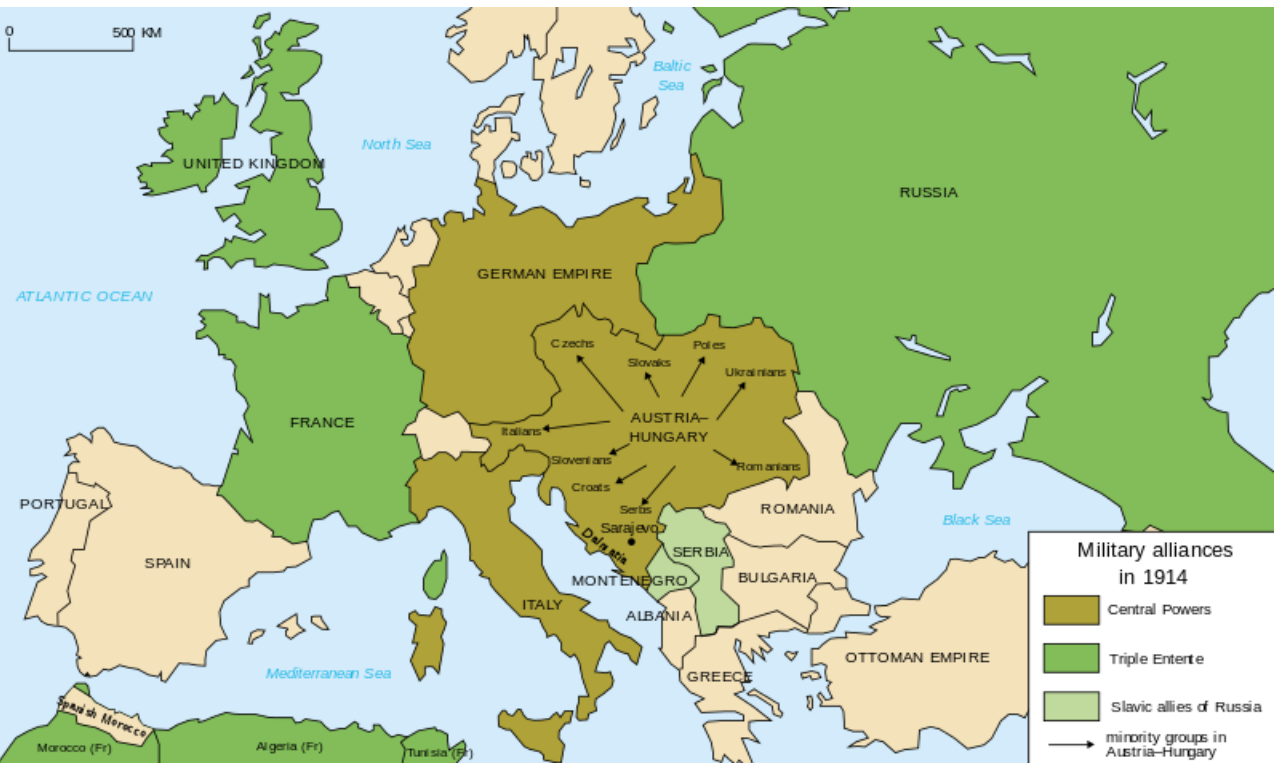 0 500 KM
Baltic
Sea
North Sea
UNITED KINGDOM
RUSSIA
GERMAN EMPIRE
ATLANTIC OCEAN
Czechs
Slovaks
Poles
Ukrainians
FRANCE
AUSTRIA–
HUNGARY
Italians
Slovenians
Romanians
Croats
Serbs
PORTUGAL
ROMANIA
Black Sea
Sarajevo
Dalmatia
SERBIA
SPAIN
MONTENEGRO
BULGARIA
ITALY
ALBANIA
OTTOMAN EMPIRE
Mediterranean Sea
GREECE
Spanish Morocco
Morocco (Fr)
Algeria (Fr)
Tunisia (Fr)
Military alliances
in 1914
Central Powers
Triple Entente
Slavic allies of Russia
minority groups in
Austria–Hungary